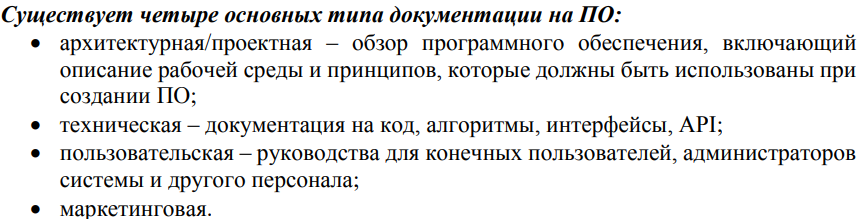 Существует четыре основных типа документации на ПО:
• архитектурная/проектная – обзор программного обеспечения, включающий
описание рабочей среды и принципов, которые должны быть использованы при
создании ПО;
• техническая – документация на код, алгоритмы, интерфейсы, API;
• пользовательская – руководства для конечных пользователей, администраторов
системы и другого персонала;
• маркетинговая.